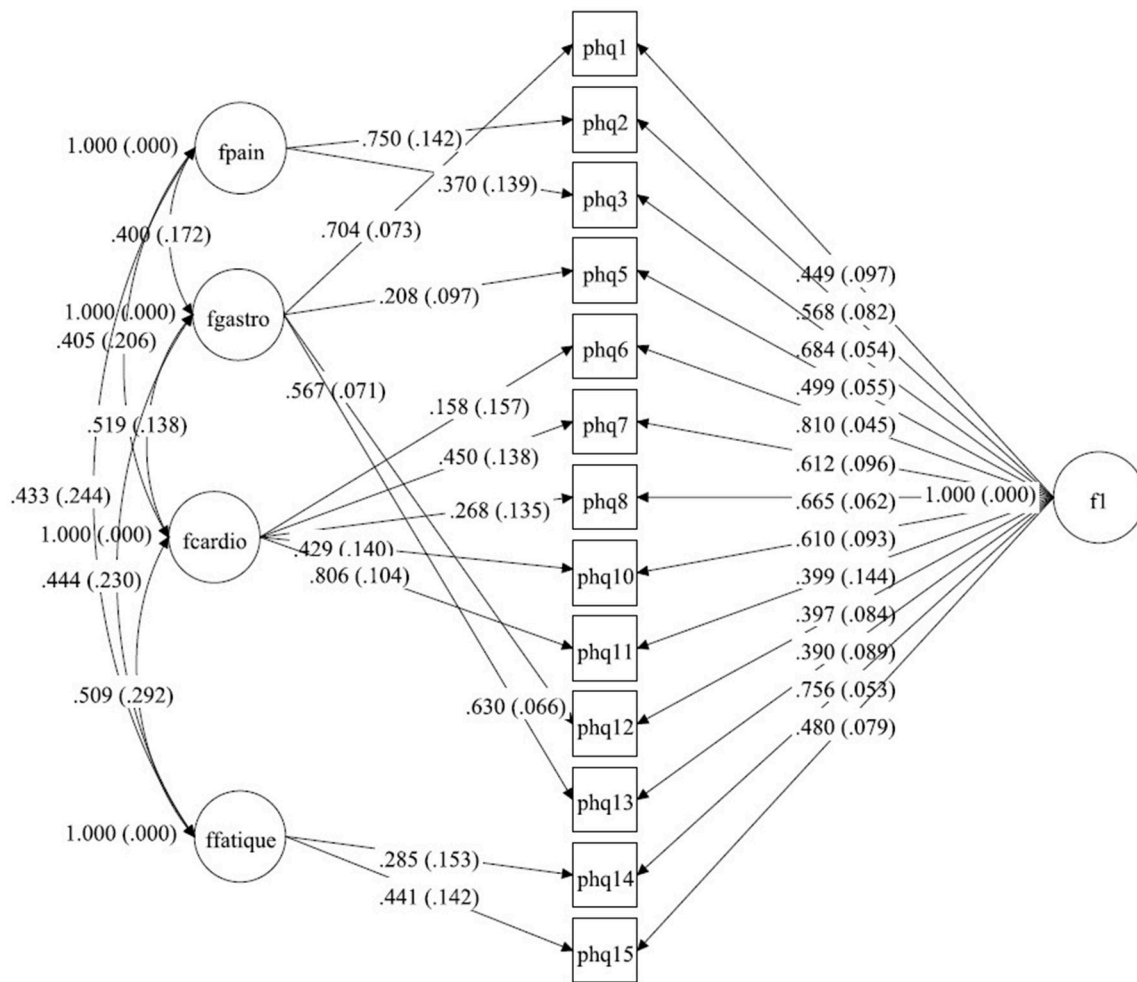 phq1
phq2
phq3
phq5
phq6
phq7
phq8
phq10
phq11
phq12
phq13
phq14
phq15
fpain
fgastro
fcardio
ffatique
f1
1.000 (.000)
1.000 (.000)
1.000 (.000)
1.000 (.000)
1.000 (.000)
.400 (.172)
.405 (.206)
.519 (.138)
.433 (.244)
.444 (.230)
.509 (.292)
.750 (.142)
.370 (.139)
.704 (.073)
.208 (.097)
.567 (.071)
.630 (.066)
.158 (.157)
.450 (.138)
.268 (.135)
.429 (.140)
.806 (.104)
.285 (.153)
.441 (.142)
.449 (.097)
.568 (.082)
.684 (.054)
.499 (.055)
.810 (.045)
.612 (.096)
.665 (.062)
.610 (.093)
.399 (.144)
.397 (.084)
.390 (.089)
.756 (.053)
.480 (.079)